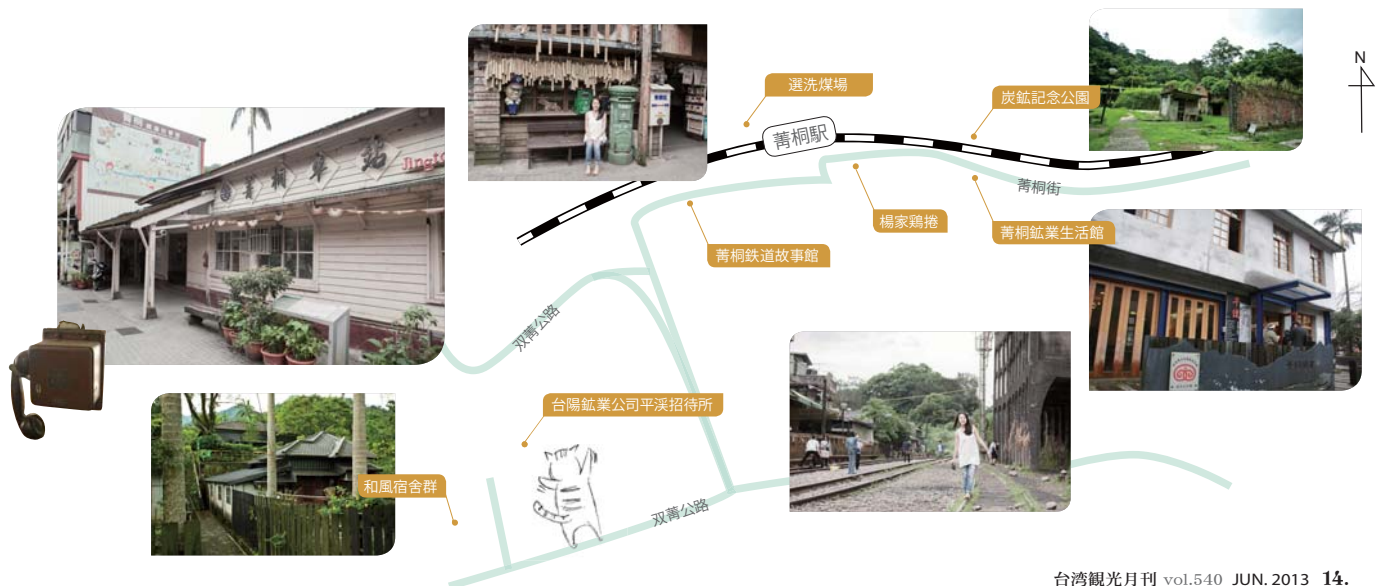 N
選洗煤場
炭鉱記念公園
菁桐駅
菁桐街
楊家鶏捲
菁桐鉱業生活館
菁桐鉄道故事館
菁桐車站
Jingt
双菁公路
台陽鉱業公司平渓招待所
和風宿舎群
双菁公路
台湾観光月刊 vol.540 JUN. 2013 14.